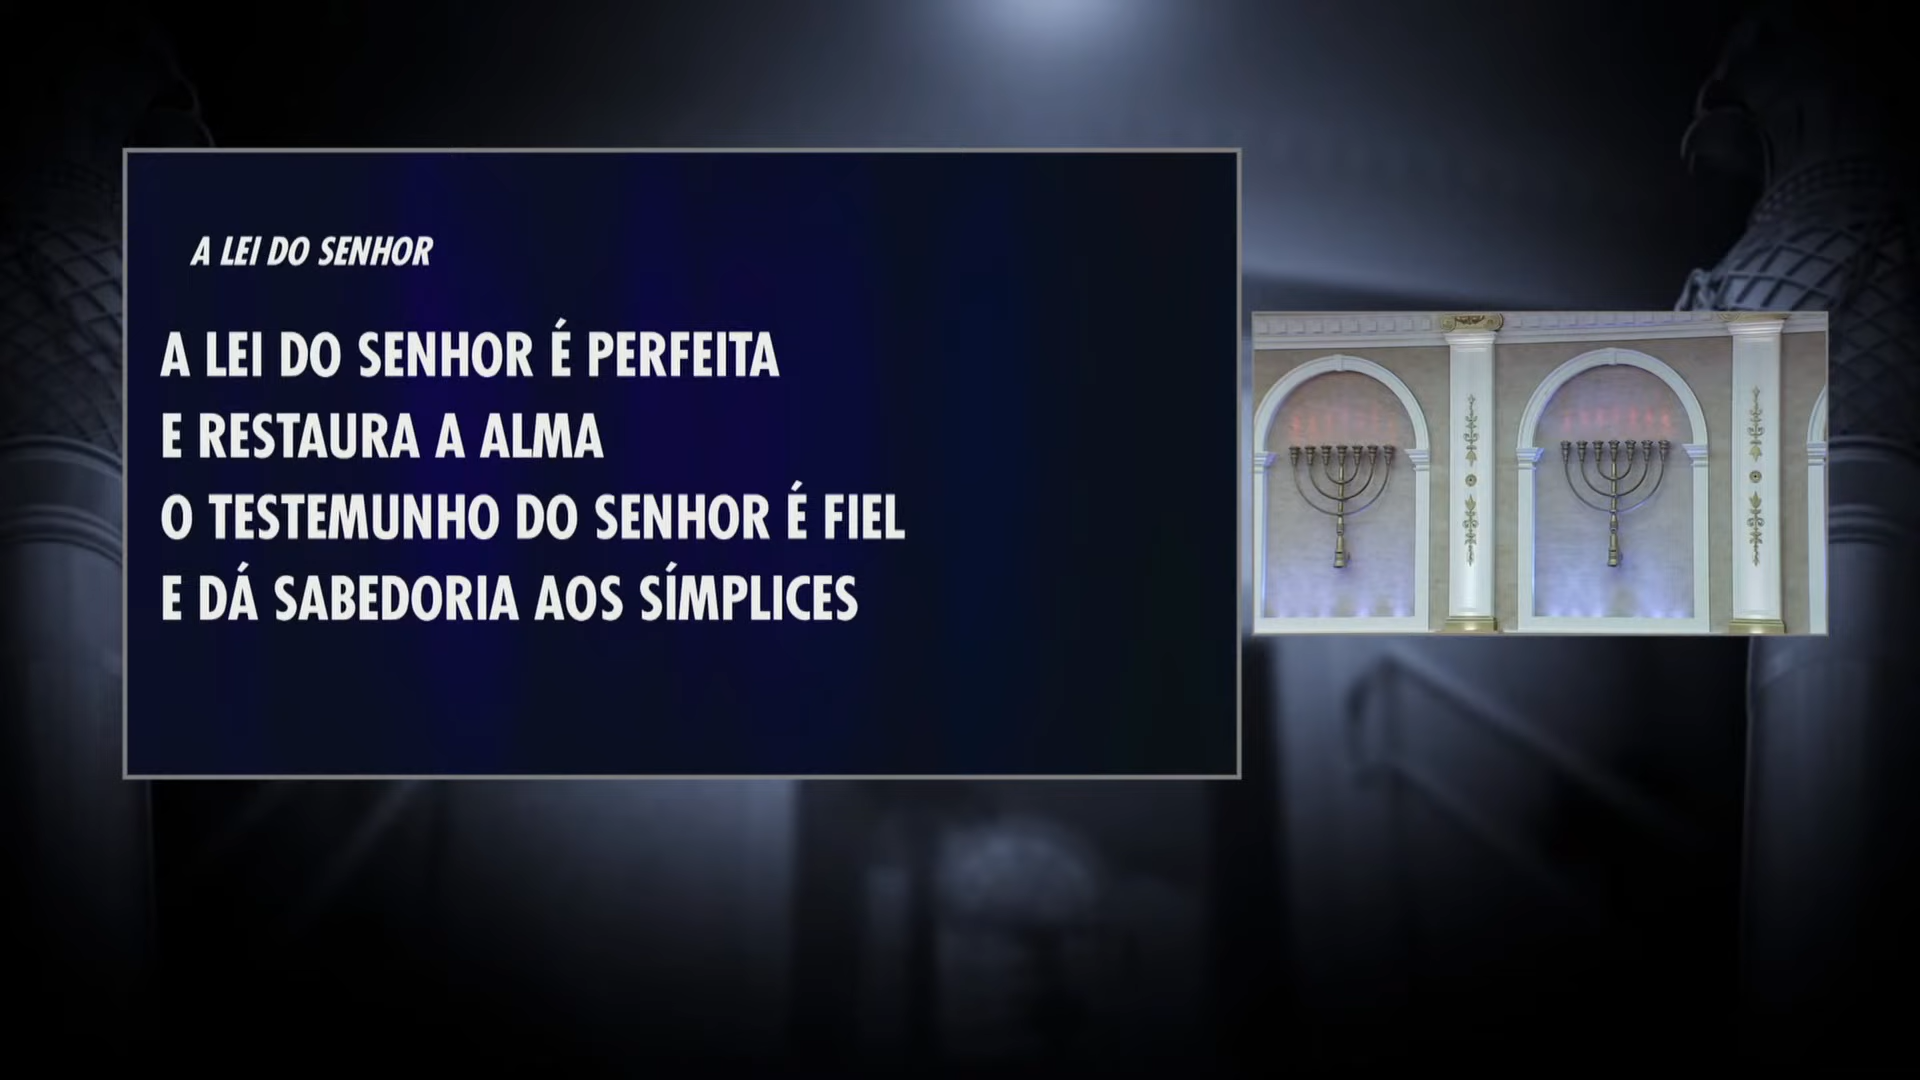 A LEI DO SENHOR
A LEI DO SENHOR É PERFEITA
E RESTAURA A ALMA
O TESTEMUNHO DO SENHOR É FIEL
E DÁ SABEDORIA AOS SÍMPLICES